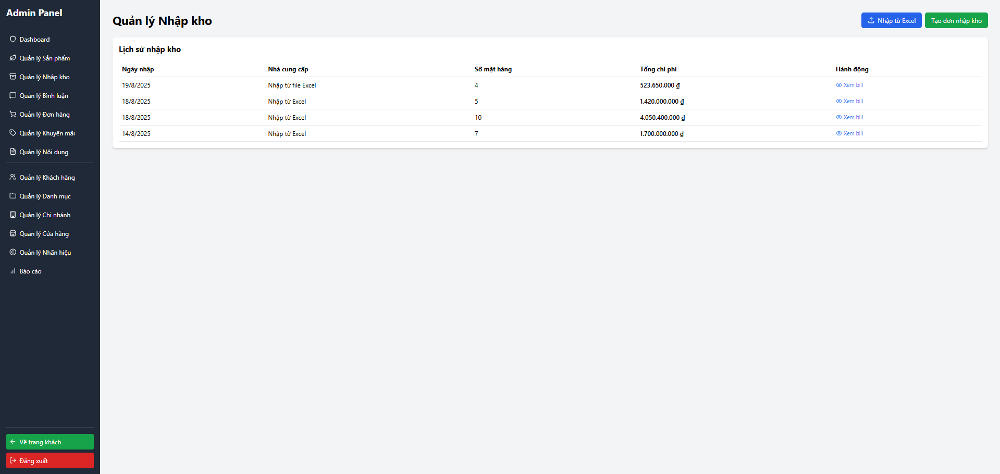 Admin Panel
Dashboard
Quản lý Sản phẩm
Quản lý Nhập kho
Quản lý Bình luận
Quản lý Đơn hàng
Quản lý Khuyến mãi
Quản lý Nội dung
Quản lý Khách hàng
Quản lý Danh mục
Quản lý Chi nhánh
Quản lý Cửa hàng
Quản lý Nhãn hiệu
Báo cáo
Về trang khách
Đăng xuất
Quản lý Nhập kho
Nhập từ Excel
Tạo đơn nhập kho
Lịch sử nhập kho
Ngày nhập Nhà cung cấp Số mặt hàng Tổng chi phí Hành động
19/8/2025 Nhập từ file Excel 4 523.650.000 ₫ Xem bill
18/8/2025 Nhập từ Excel 5 1.420.000.000 ₫ Xem bill
18/8/2025 Nhập từ Excel 10 4.050.400.000 ₫ Xem bill
14/8/2025 Nhập từ Excel 7 1.700.000.000 ₫ Xem bill